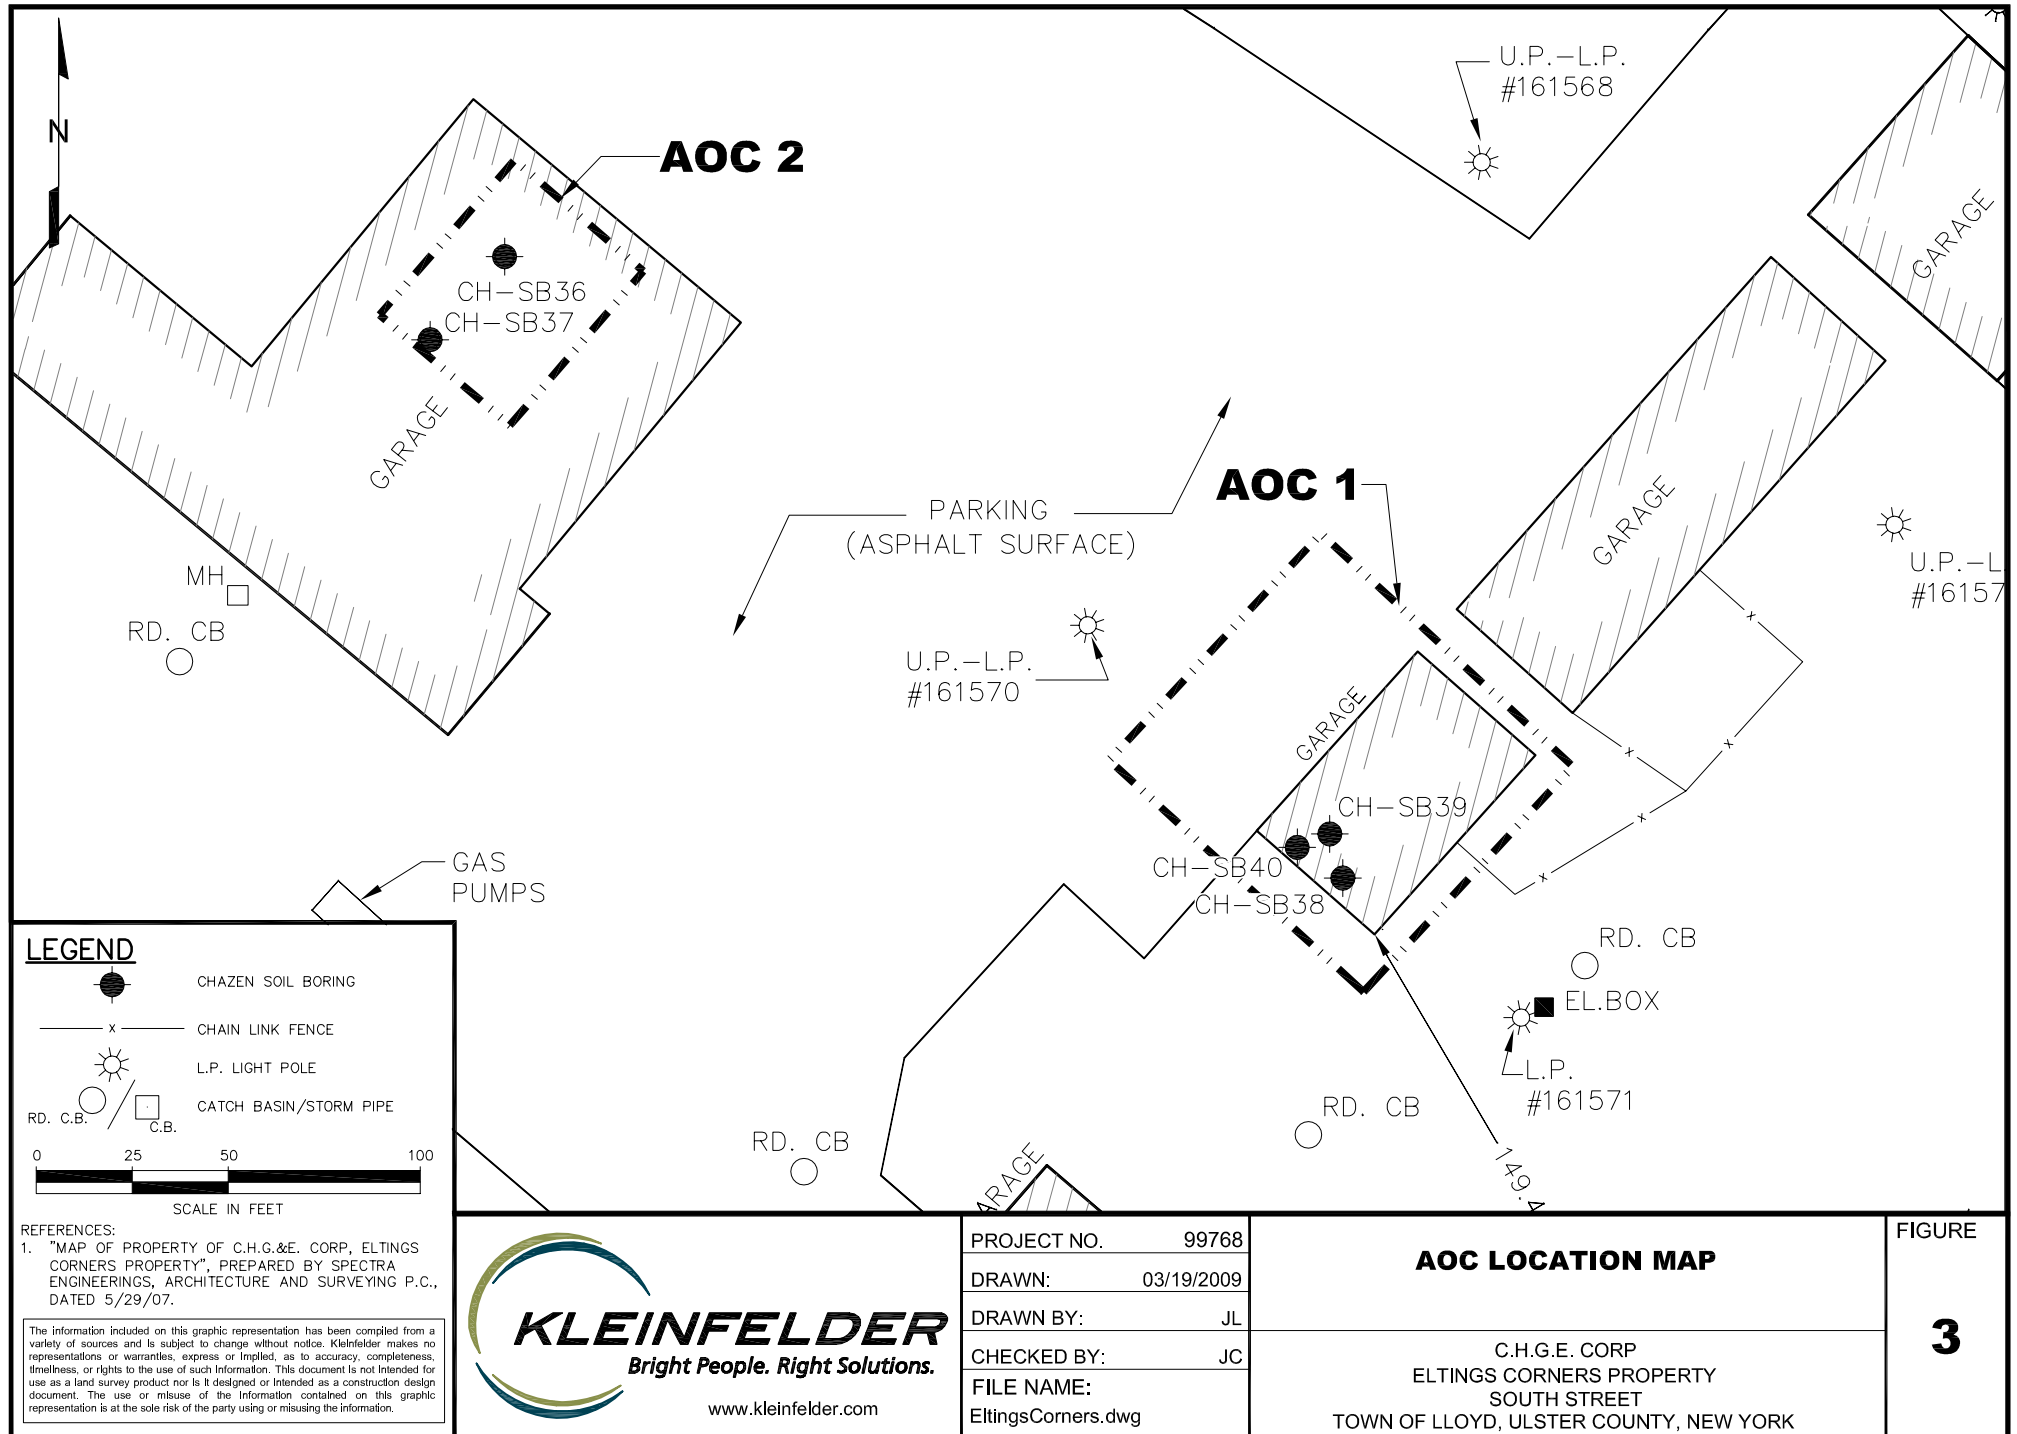 N
AOC 2
U.P.-L.P.
#161568
CH-SB36
CH-SB37
GARAGE
GARAGE
AOC 1
PARKING
(ASPHALT SURFACE)
GARAGE
MH
RD. CB
U.P.-L.P.
#161570
U.P.-L.
#16157
GARAGE
CH-SB39
CH-SB40
CH-SB38
GAS
PUMPS
RD. CB
EL.BOX
L.P.
#161571
RD. CB
RD. CB
ARAGE
149.4
LEGEND
CHAZEN SOIL BORING
x
CHAIN LINK FENCE
L.P. LIGHT POLE
RD. C.B.
C.B.
CATCH BASIN/STORM PIPE
0 25 50 100
SCALE IN FEET
REFERENCES:
1. "MAP OF PROPERTY OF C.H.G.&E. CORP, ELTINGS
CORNERS PROPERTY", PREPARED BY SPECTRA
ENGINEERINGS, ARCHITECTURE AND SURVEYING P.C.,
DATED 5/29/07.
The information included on this graphic representation has been compiled from a
variety of sources and is subject to change without notice. Kleinfelder makes no
representations or warranties, express or implied, as to accuracy, completeness,
timeliness, or rights to the use of such information. This document is not intended for
use as a land survey product nor is it designed or intended as a construction design
document. The use or misuse of the information contained on this graphic
representation is at the sole risk of the party using or misusing the information.
KLEINFELDER
Bright People. Right Solutions.
www.kleinfelder.com
PROJECT NO. 99768
DRAWN: 03/19/2009
DRAWN BY: JL
CHECKED BY: JC
FILE NAME:
EltingsCorners.dwg
AOC LOCATION MAP
C.H.G.E. CORP
ELTINGS CORNERS PROPERTY
SOUTH STREET
TOWN OF LLOYD, ULSTER COUNTY, NEW YORK
FIGURE
3